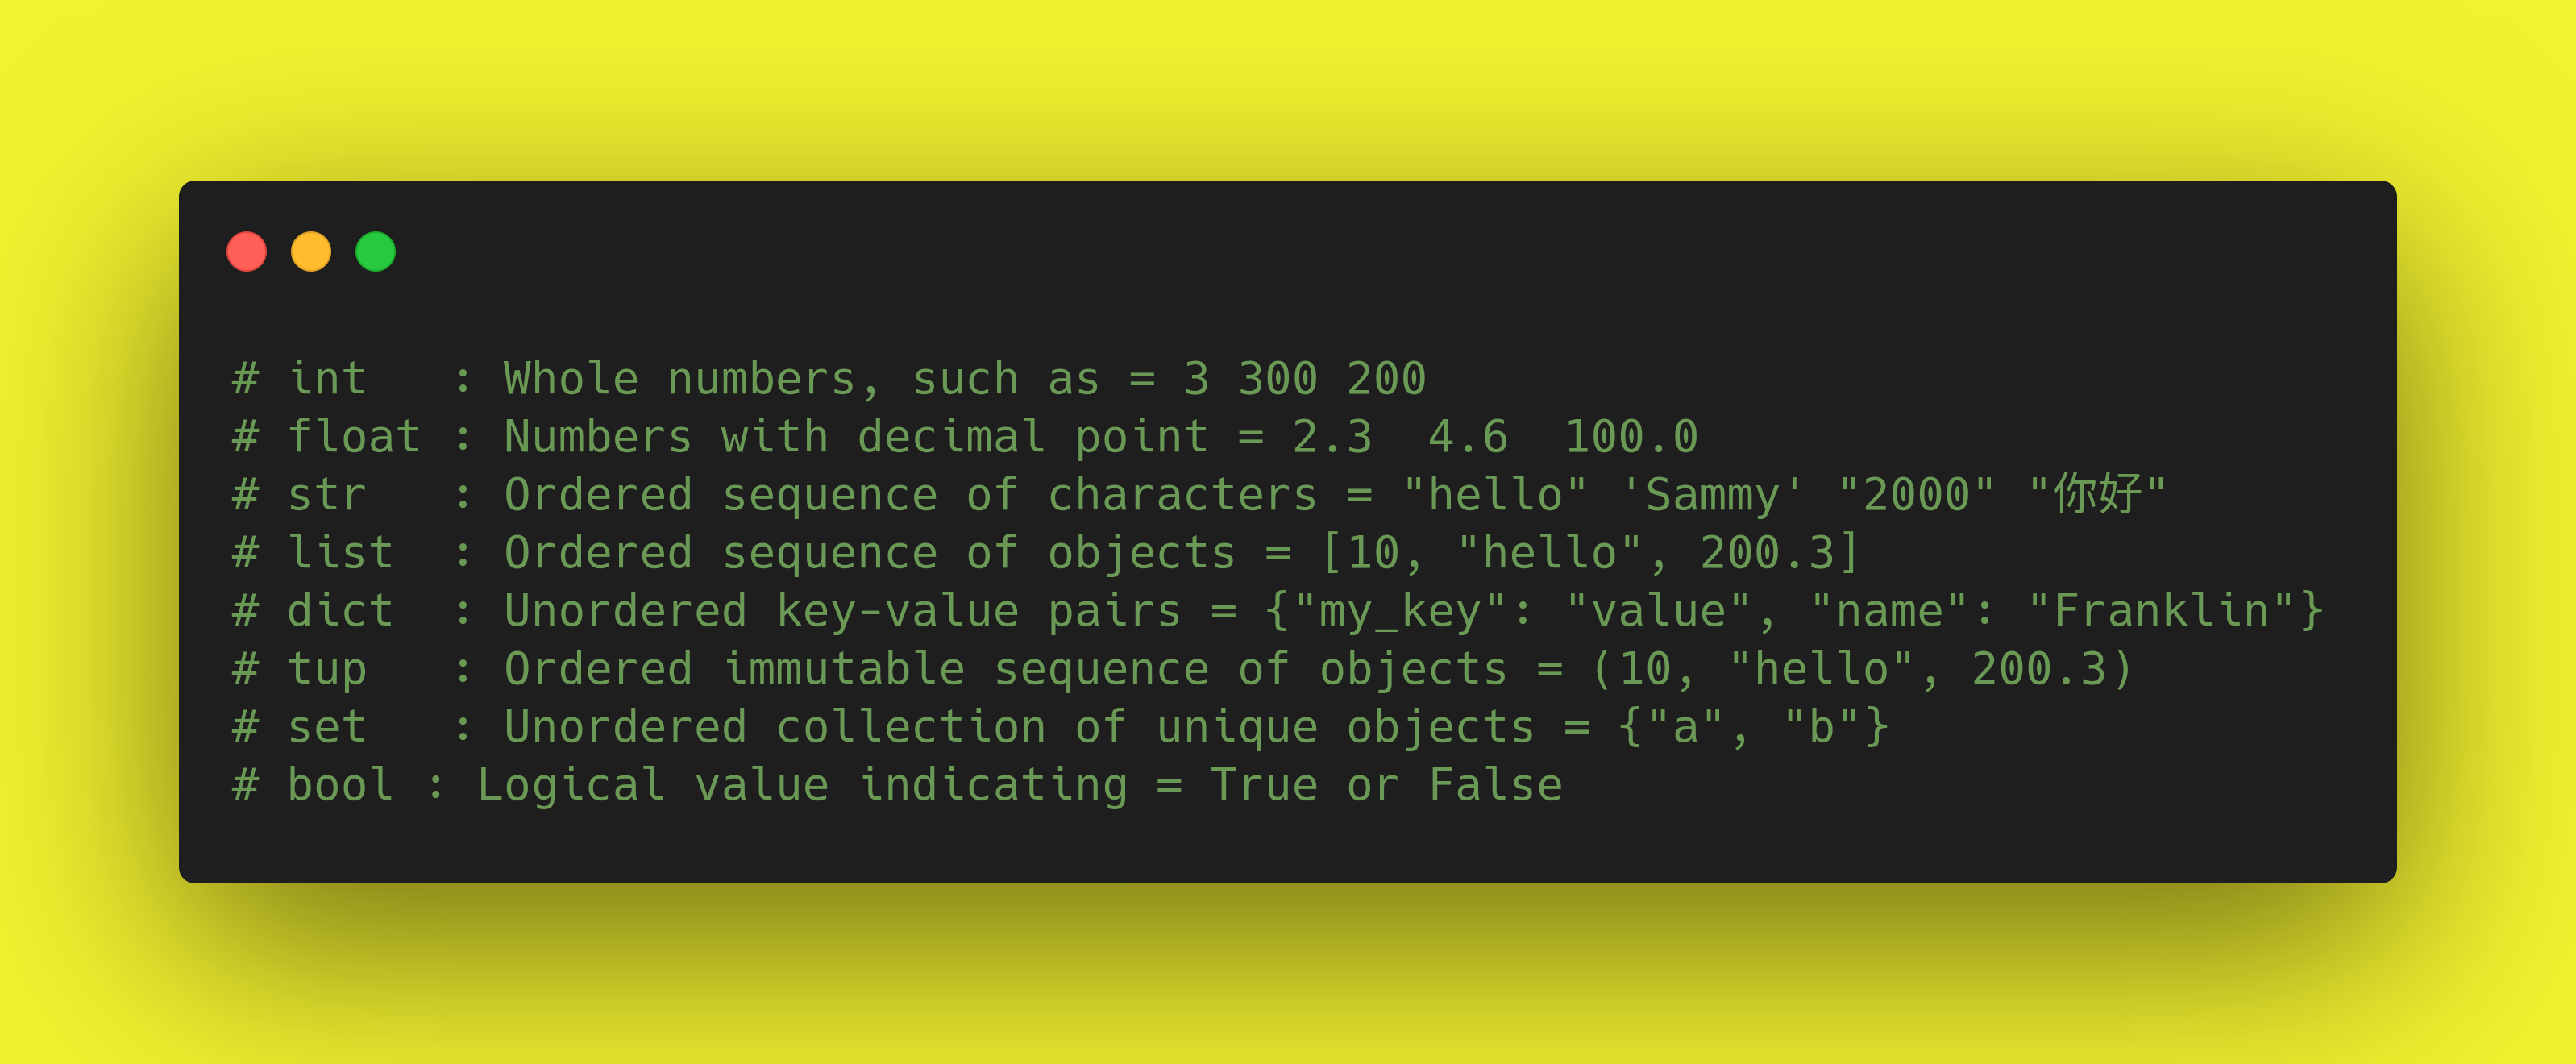 # int   : Whole numbers, such as = 3 300 200
# float : Numbers with decimal point = 2.3  4.6  100.0
# str   : Ordered sequence of characters = "hello" 'Sammy' "2000" "你好"
# list  : Ordered sequence of objects = [10, "hello", 200.3]
# dict  : Unordered key-value pairs = {"my_key": "value", "name": "Franklin"}
# tup   : Ordered immutable sequence of objects = (10, "hello", 200.3)
# set   : Unordered collection of unique objects = {"a", "b"}
# bool : Logical value indicating = True or False